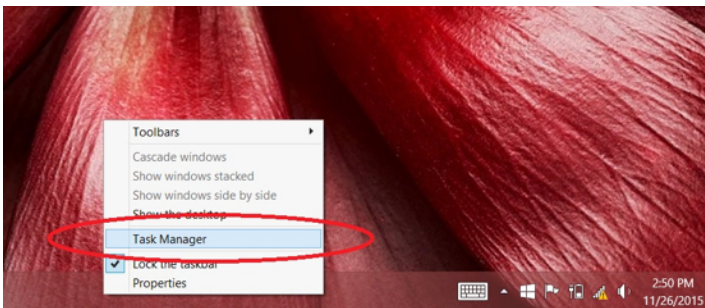 Toolbars
Cascade windows
Show windows stacked
Show windows side by side
Show the desktop
Task Manager
Lock the taskbar
Properties
2:50 PM
11/26/2015